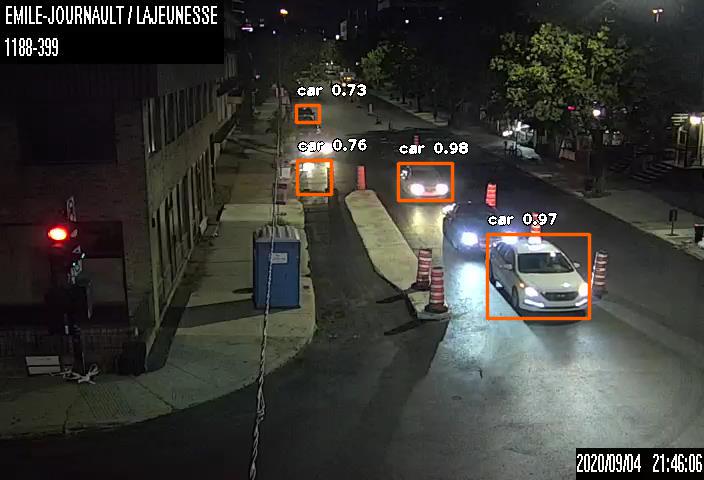 EMILE-JOURNAULT / LAJEUNESSE
1188-399
car 0.73
car 0.76
car 0.98
car 0.97
2020/09/04 21:46:06